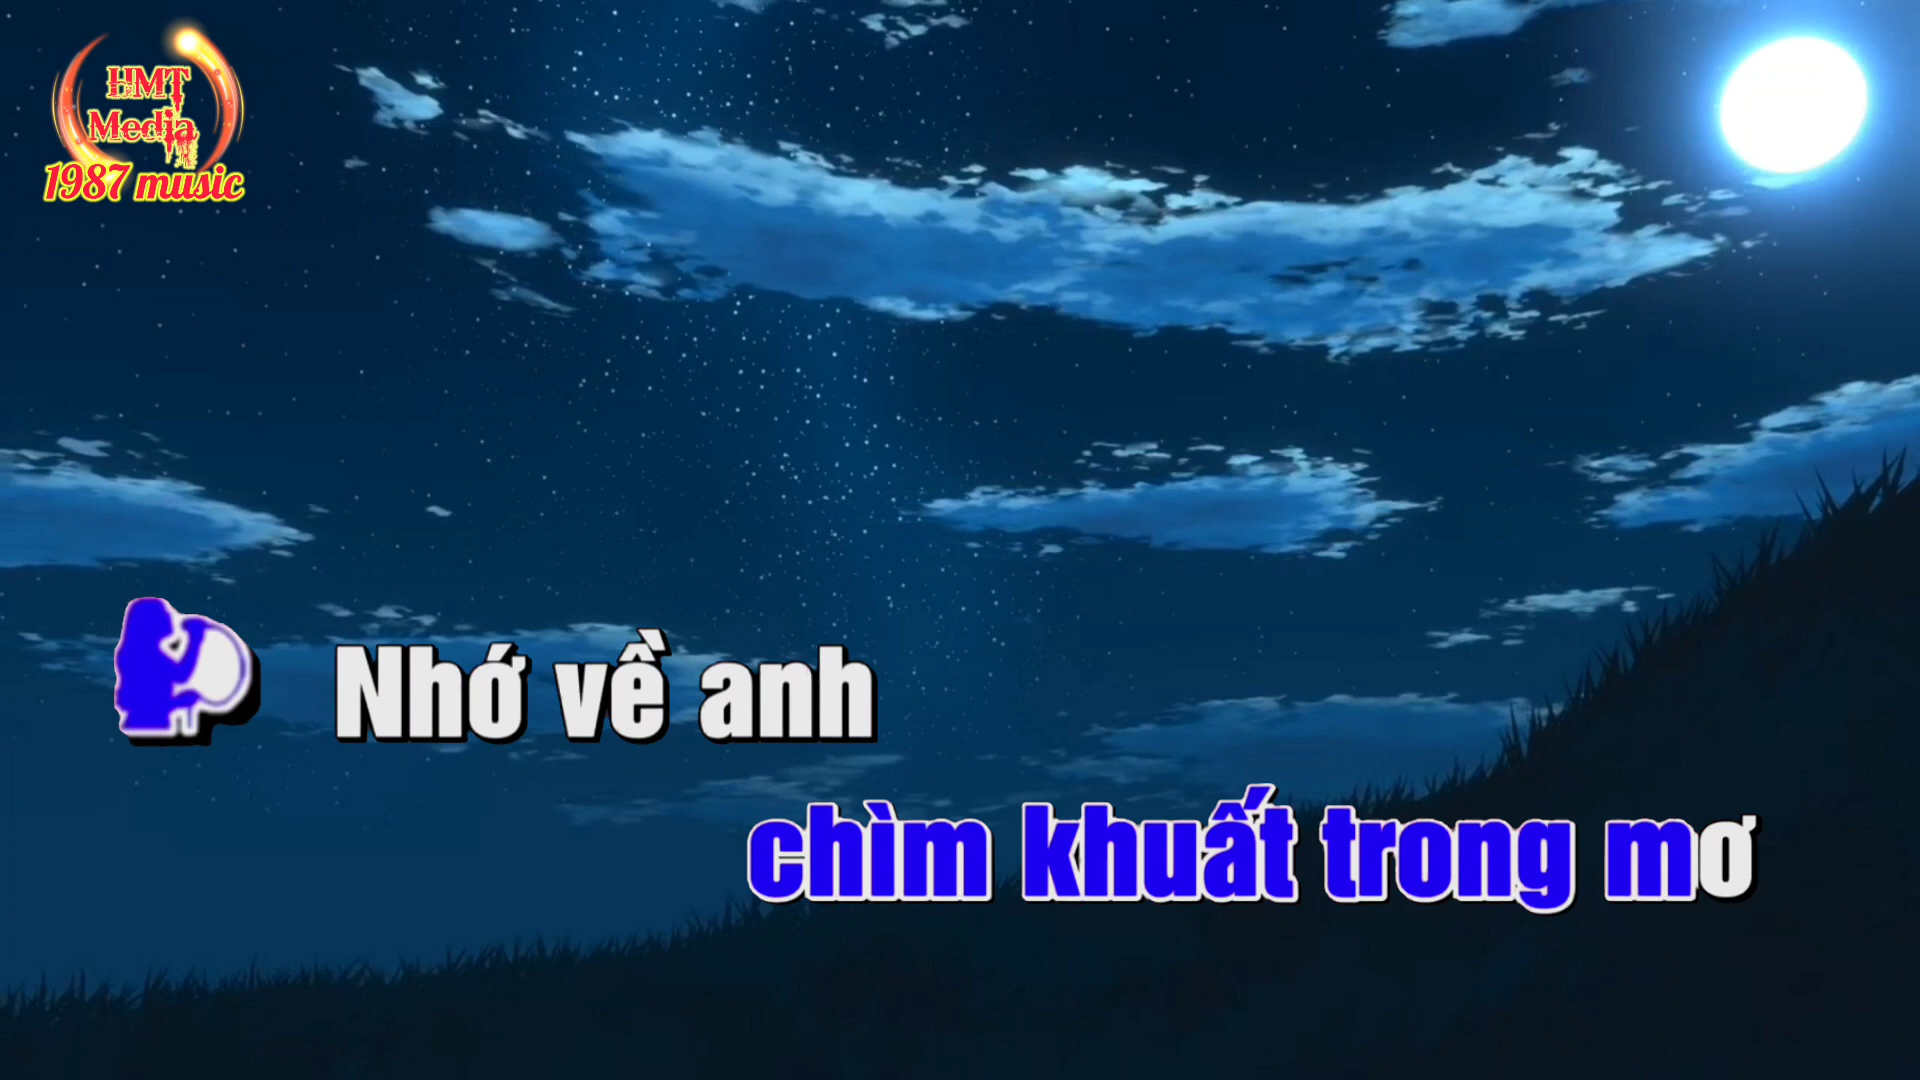 HMT
Media
1987 music
Nhớ về anh
chìm khuất trong mơ